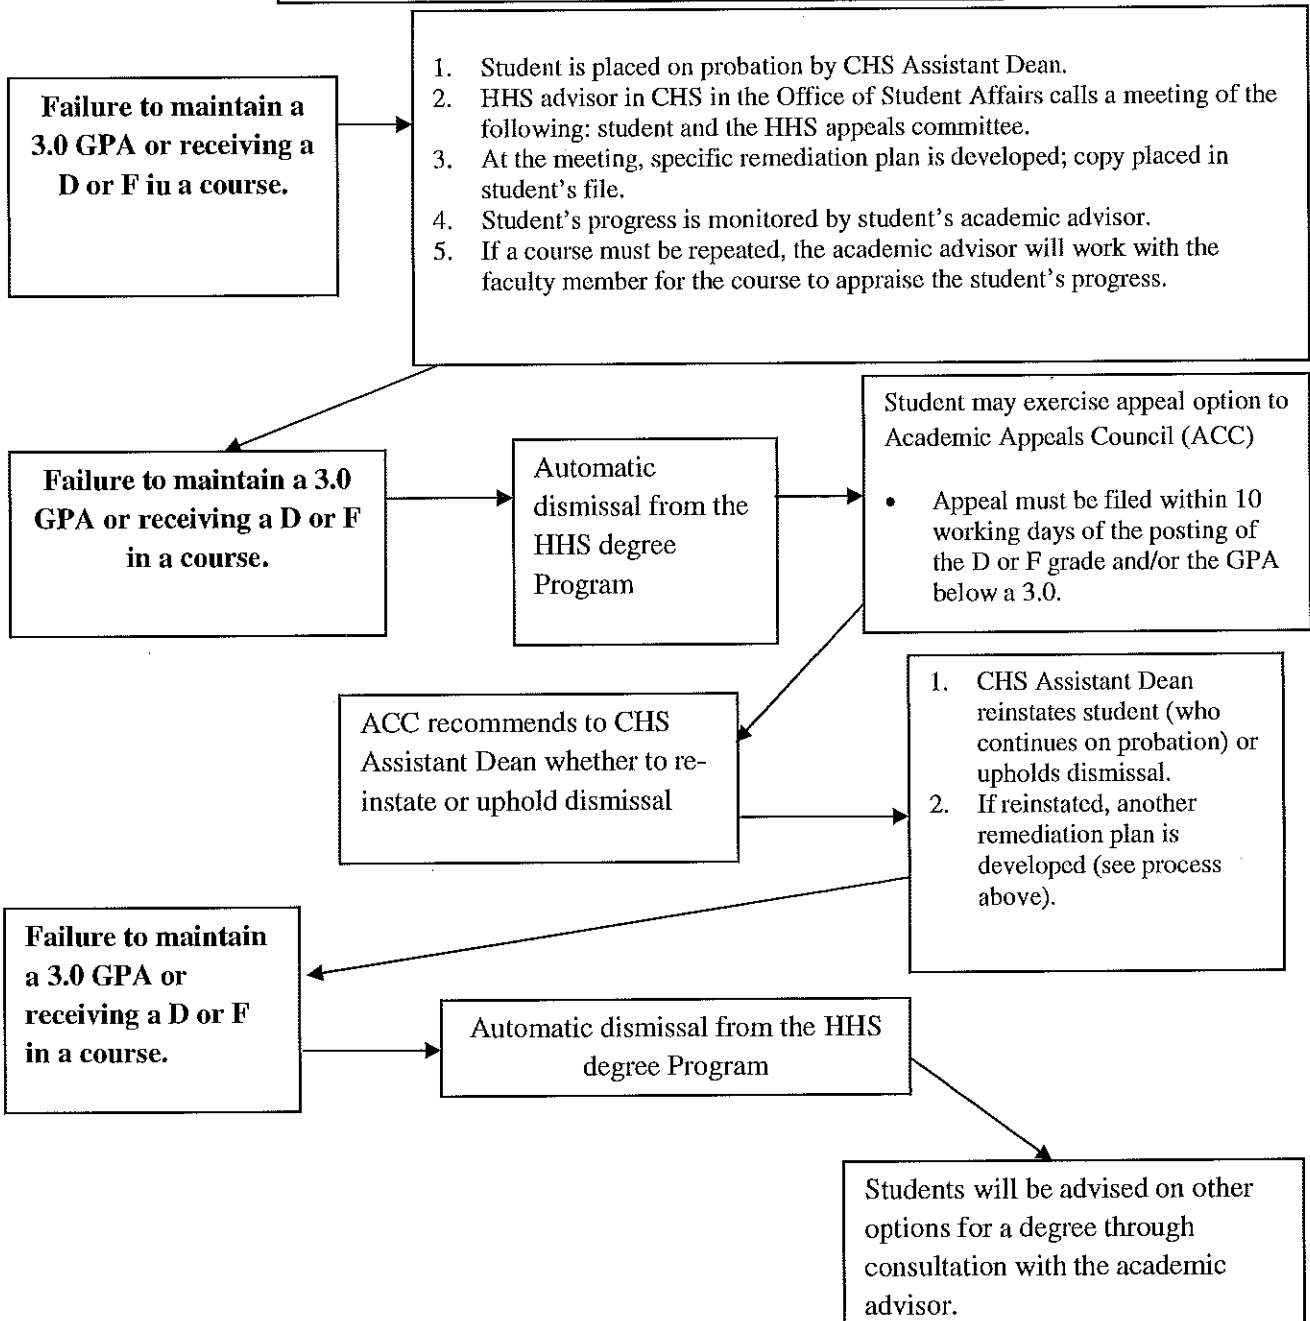 Failure to maintain a
3.0 GPA or receiving a
D or F iu a course.
1. Student is placed on probation by CHS Assistant Dean.
2. HHS advisor in CHS in the Office of Student Affairs calls a meeting of the
following: student and the HHS appeals committee.
3. At the meeting, specific remediation plan is developed; copy placed in
student's file.
4. Student's progress is monitored by student's academic advisor.
5. If a course must be repeated, the academic advisor will work with the
faculty member for the course to appraise the student's progress.
Failure to maintain a 3.0
GPA or receiving a D or F
in a course.
Automatic
dismissal from the
HHS degree
Program
Student may exercise appeal option to
Academic Appeals Council (ACC)
• Appeal must be filed within 10
working days of the posting of
the D or F grade and/or the GPA
below a 3.0.
ACC recommends to CHS
Assistant Dean whether to re-
instate or uphold dismissal
1. CHS Assistant Dean
reinstates student (who
continues on probation) or
upholds dismissal.
2. If reinstated, another
remediation plan is
developed (see process
above).
Failure to maintain
a 3.0 GPA or
receiving a D or F
in a course.
Automatic dismissal from the HHS
degree Program
Students will be advised on other
options for a degree through
consultation with the academic
advisor.